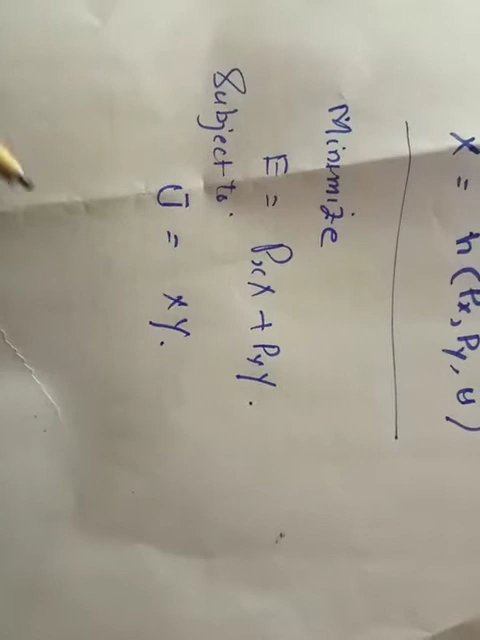 X = h(Px, Py, u)
Minimize
E = PxX + PyY.
Subject to.
Ū = XY.